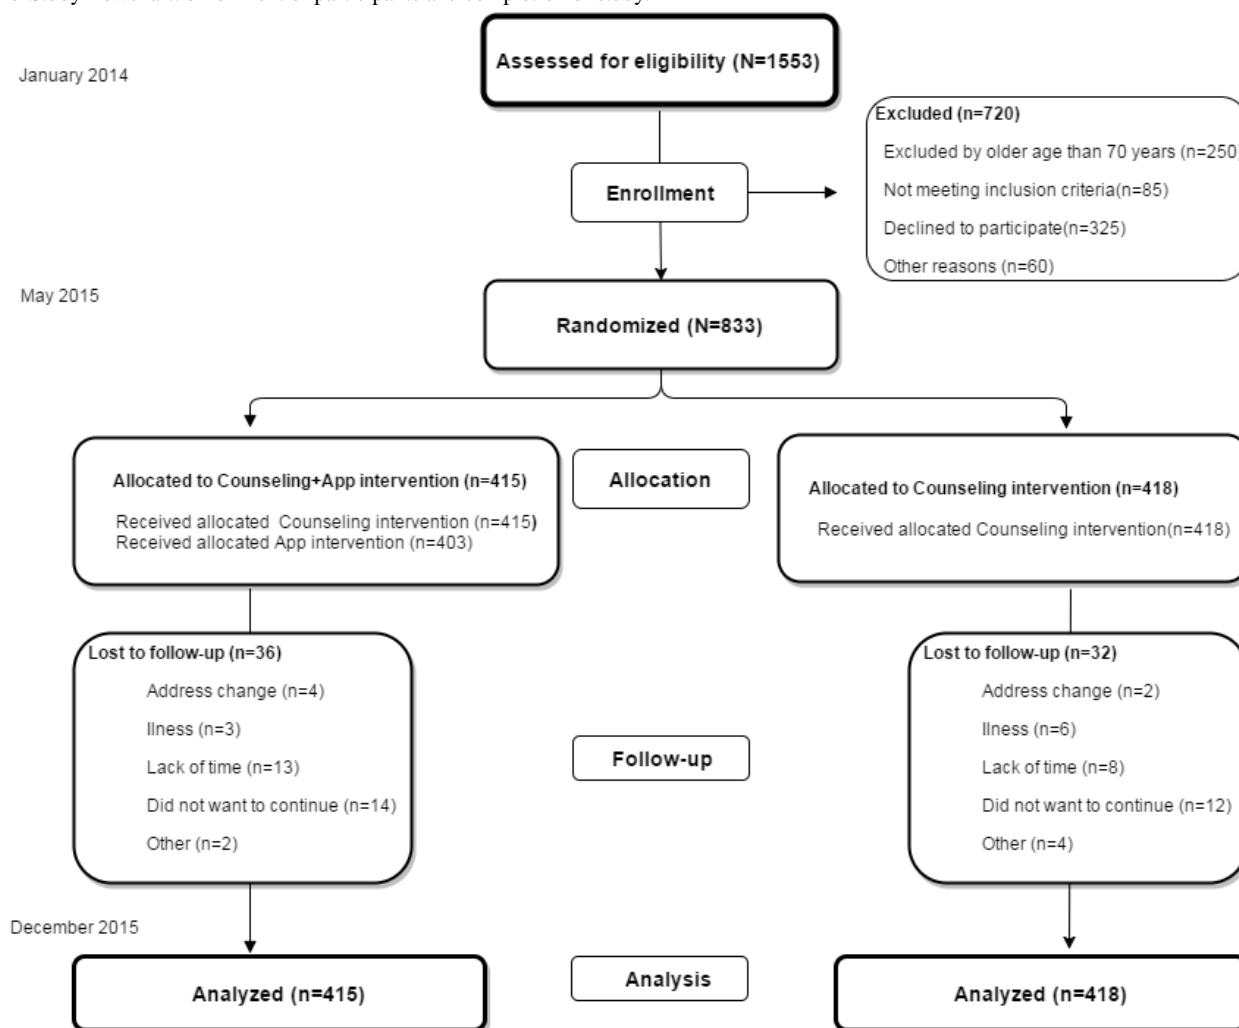 Assessed for eligibility (N=1553)
January 2014
Excluded (n=720)
Excluded by older age than 70 years (n=250)
Not meeting inclusion criteria(n=85)
Declined to participate(n=325)
Other reasons (n=60)
Enrollment
May 2015
Randomized (N=833)
Allocated to Counseling+App intervention (n=415)
Received allocated Counseling intervention (n=415)
Received allocated App intervention (n=403)
Allocation
Allocated to Counseling intervention (n=418)
Received allocated Counseling intervention(n=418)
Lost to follow-up (n=36)
Address change (n=4)
Ilness (n=3)
Lack of time (n=13)
Did not want to continue (n=14)
Other (n=2)
Follow-up
Lost to follow-up (n=32)
Address change (n=2)
Ilness (n=6)
Lack of time (n=8)
Did not want to continue (n=12)
Other (n=4)
December 2015
Analyzed (n=415)
Analysis
Analyzed (n=418)